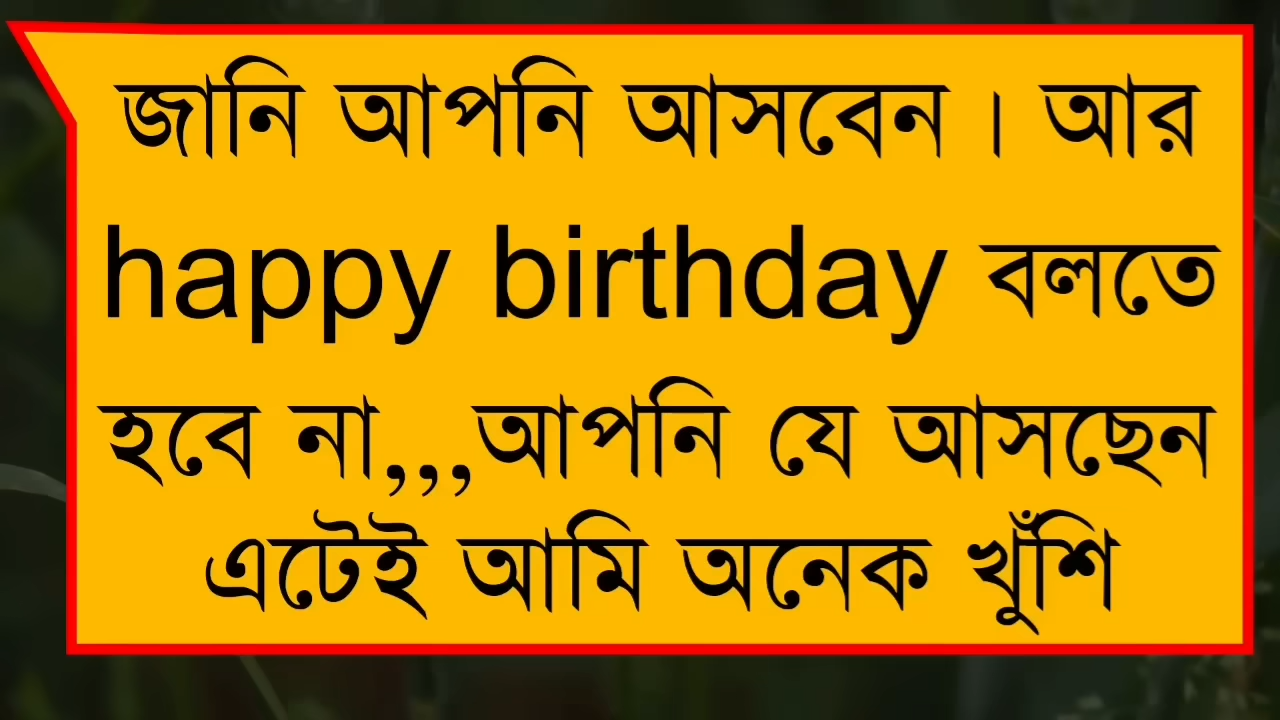 জানি আপনি আসবেন । আর
happy birthday বলতে
হবে না,,,আপনি যে আসছেন
এটেই আমি অনেক খুঁশি